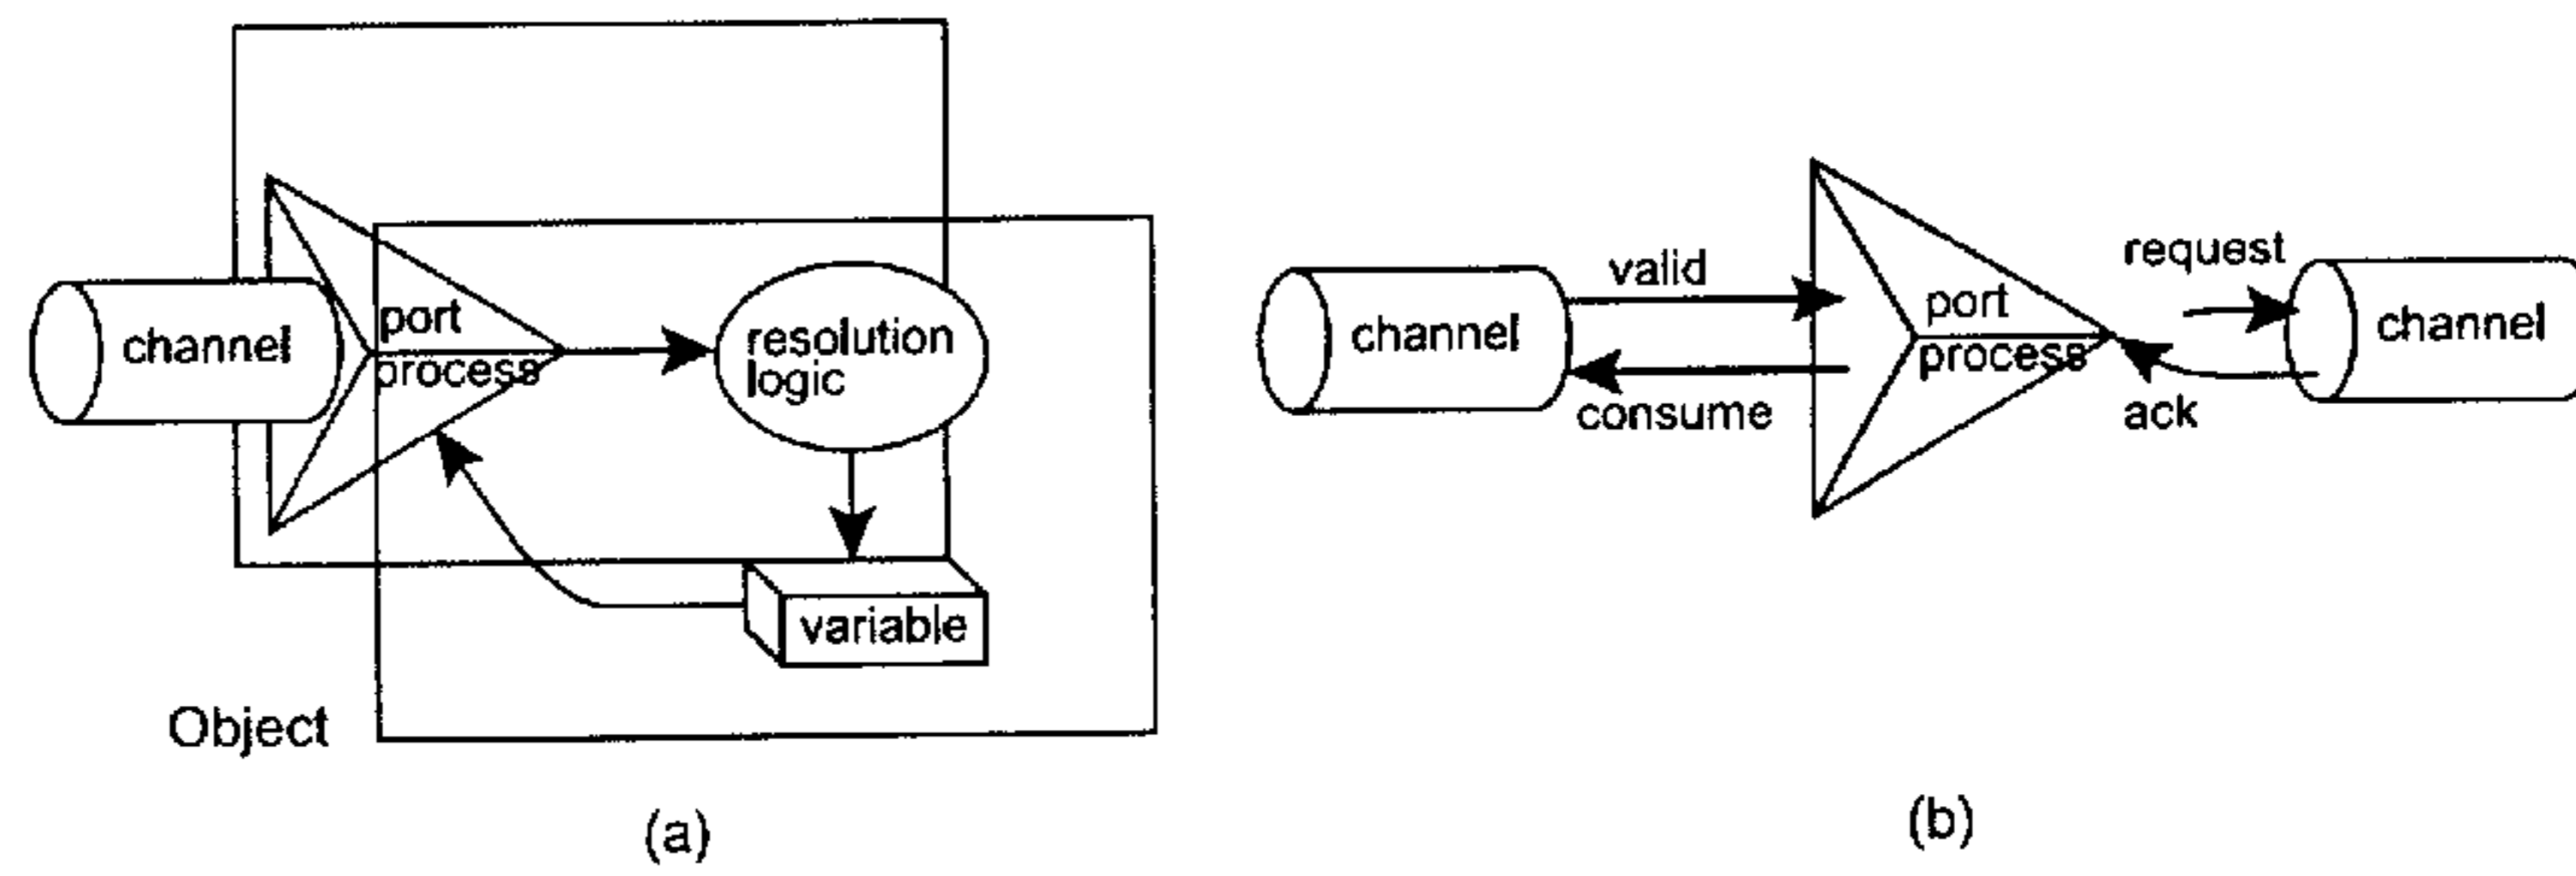 channel
port
process
resolution
logic
variable
Object
(a)
channel
valid
consume
port
process
request
ack
channel
(b)